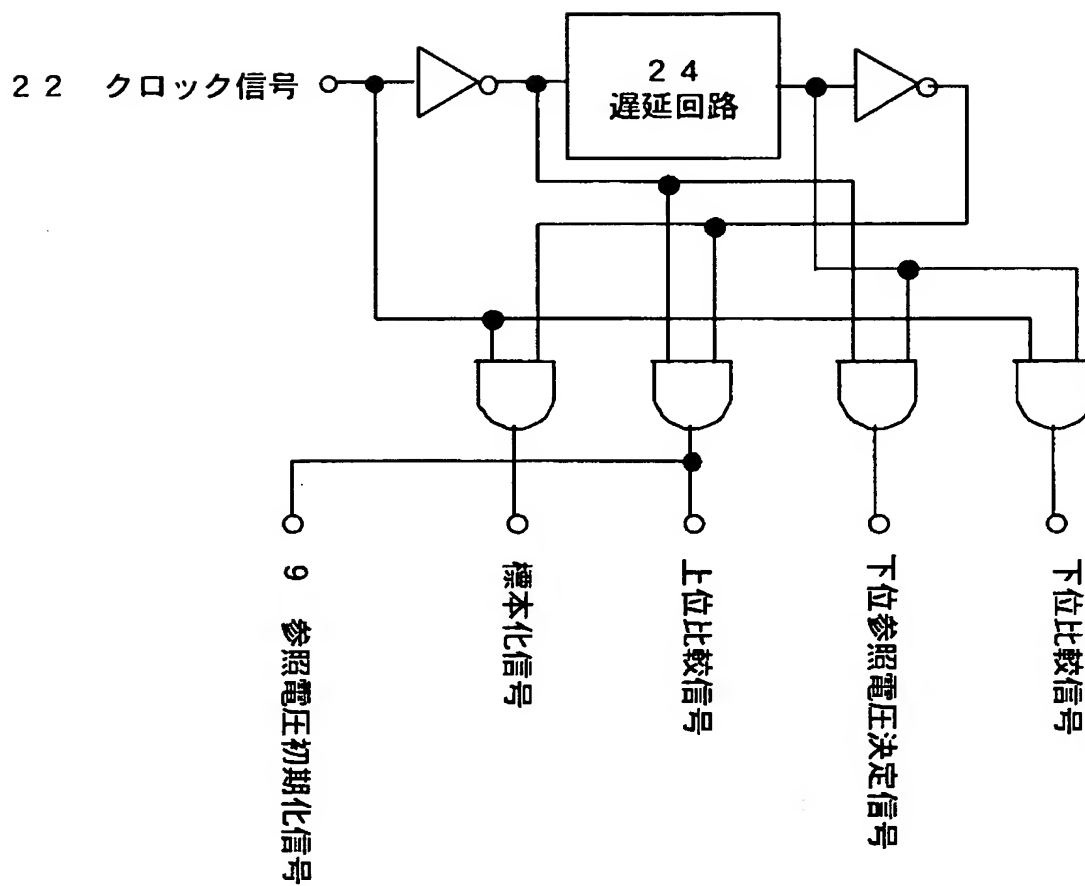 22 クロック信号
24
遅延回路
9 参照電圧初期化信号
標本化信号
上位比較信号
下位参照電圧決定信号
下位比較信号